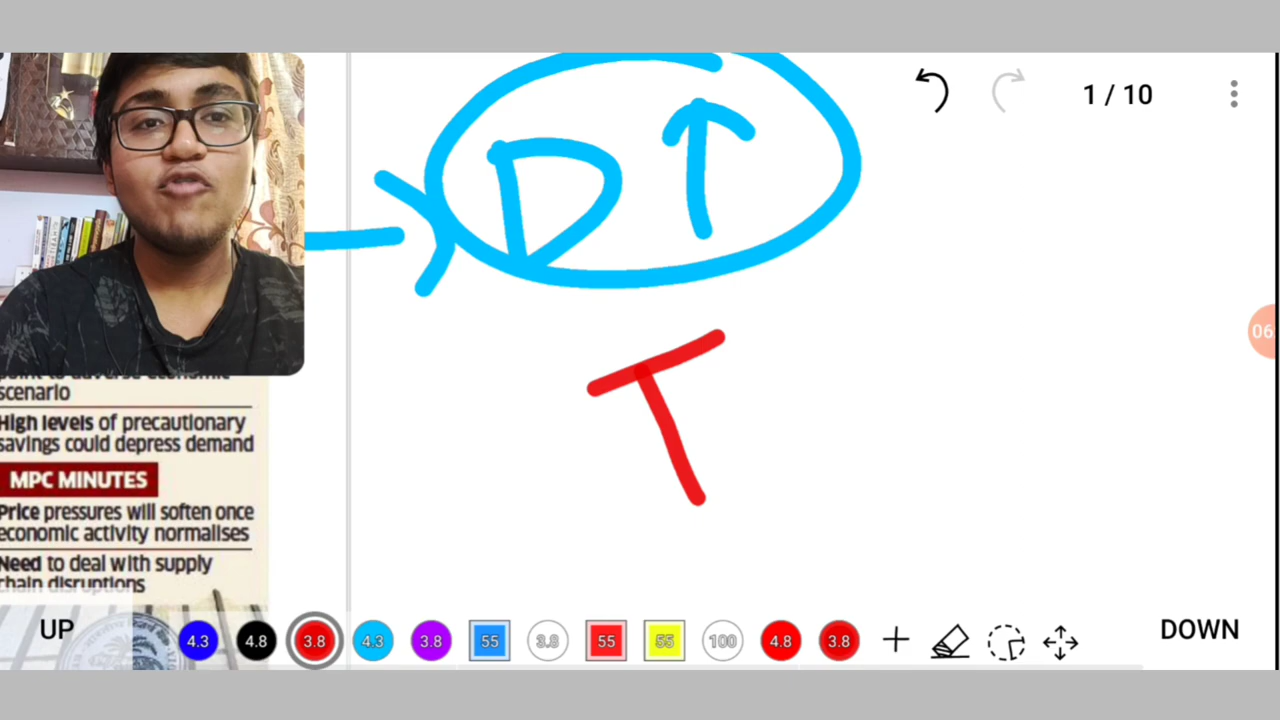 D ↑
T
1 / 10
06
scenario
High levels of precautionary
savings could depress demand
MPC MINUTES
Price pressures will soften once
economic activity normalises
Need to deal with supply
chain disruptions
UP
4.3 4.8 3.8 4.3 3.8 55 3.8 55 55 100 4.8 3.8
DOWN